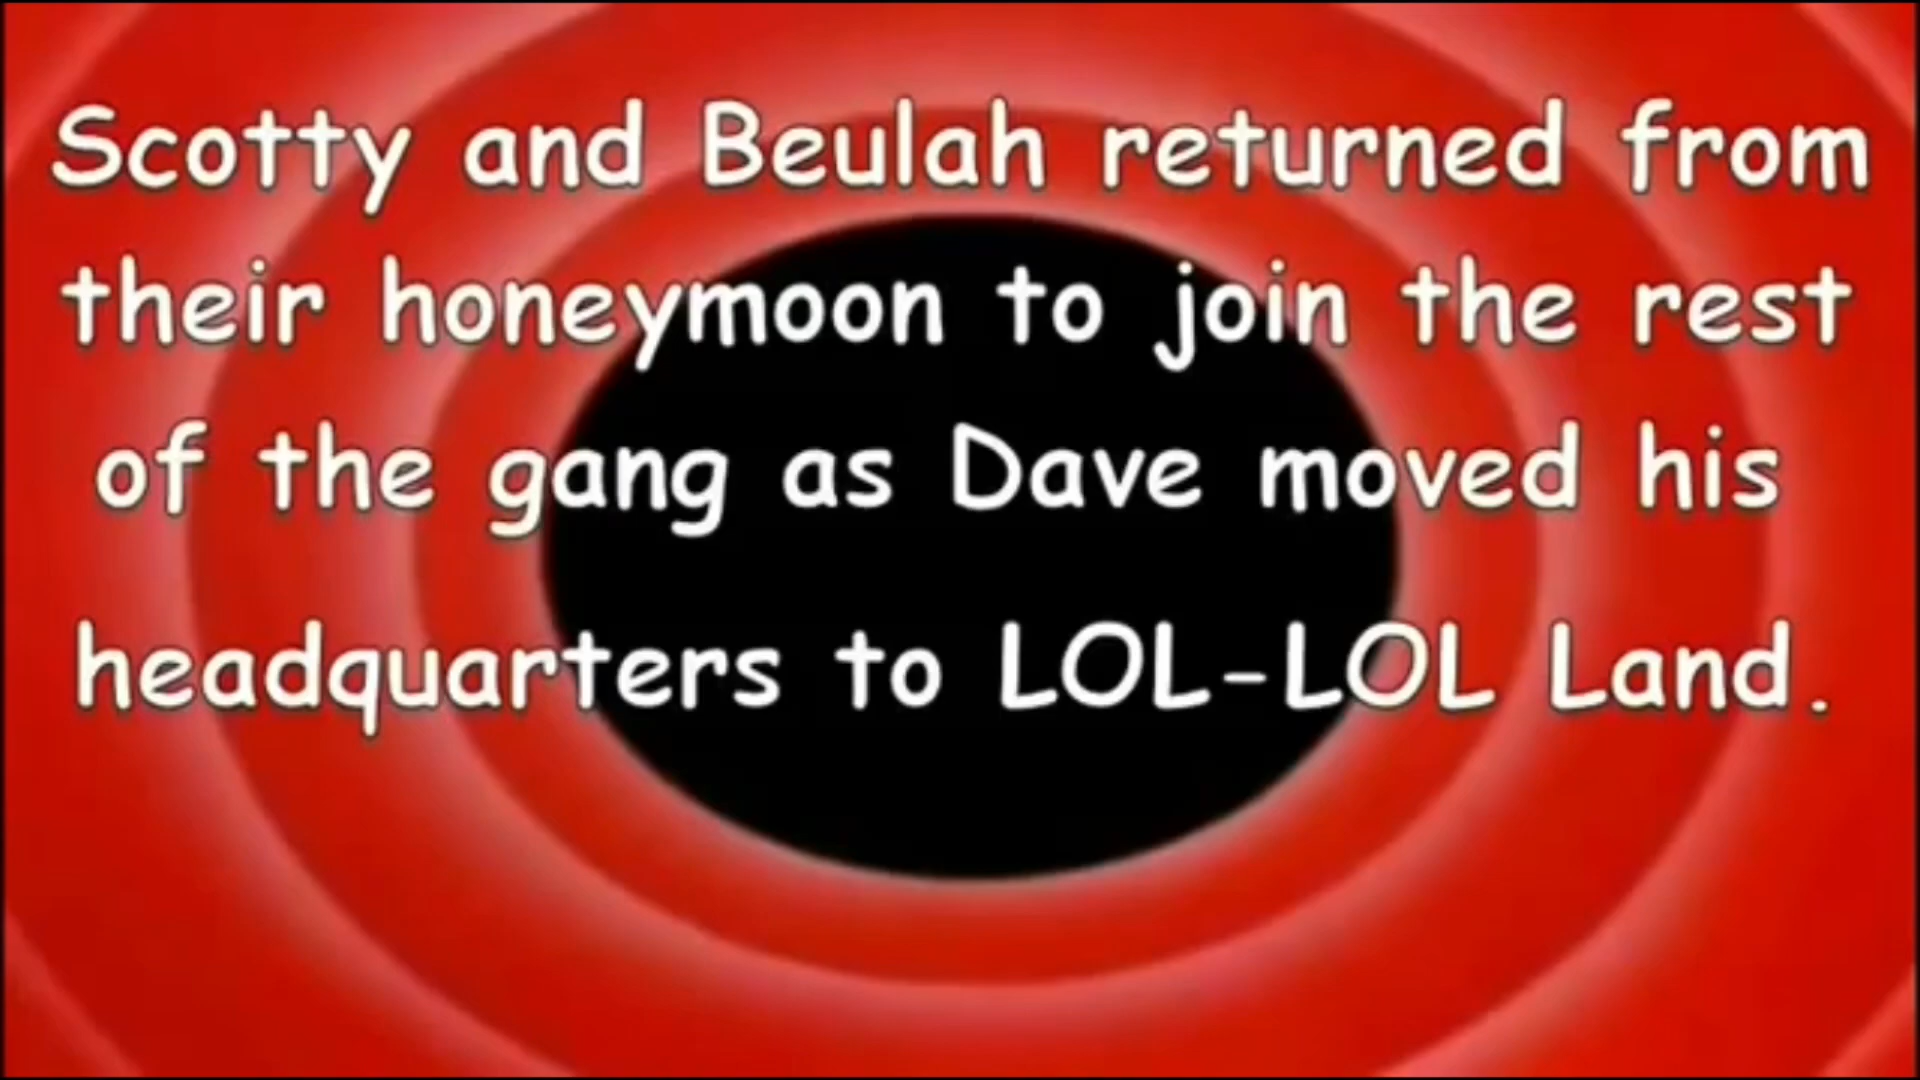 Scotty and Beulah returned from
their honeymoon to join the rest
of the gang as Dave moved his
headquarters to LOL-LOL Land.